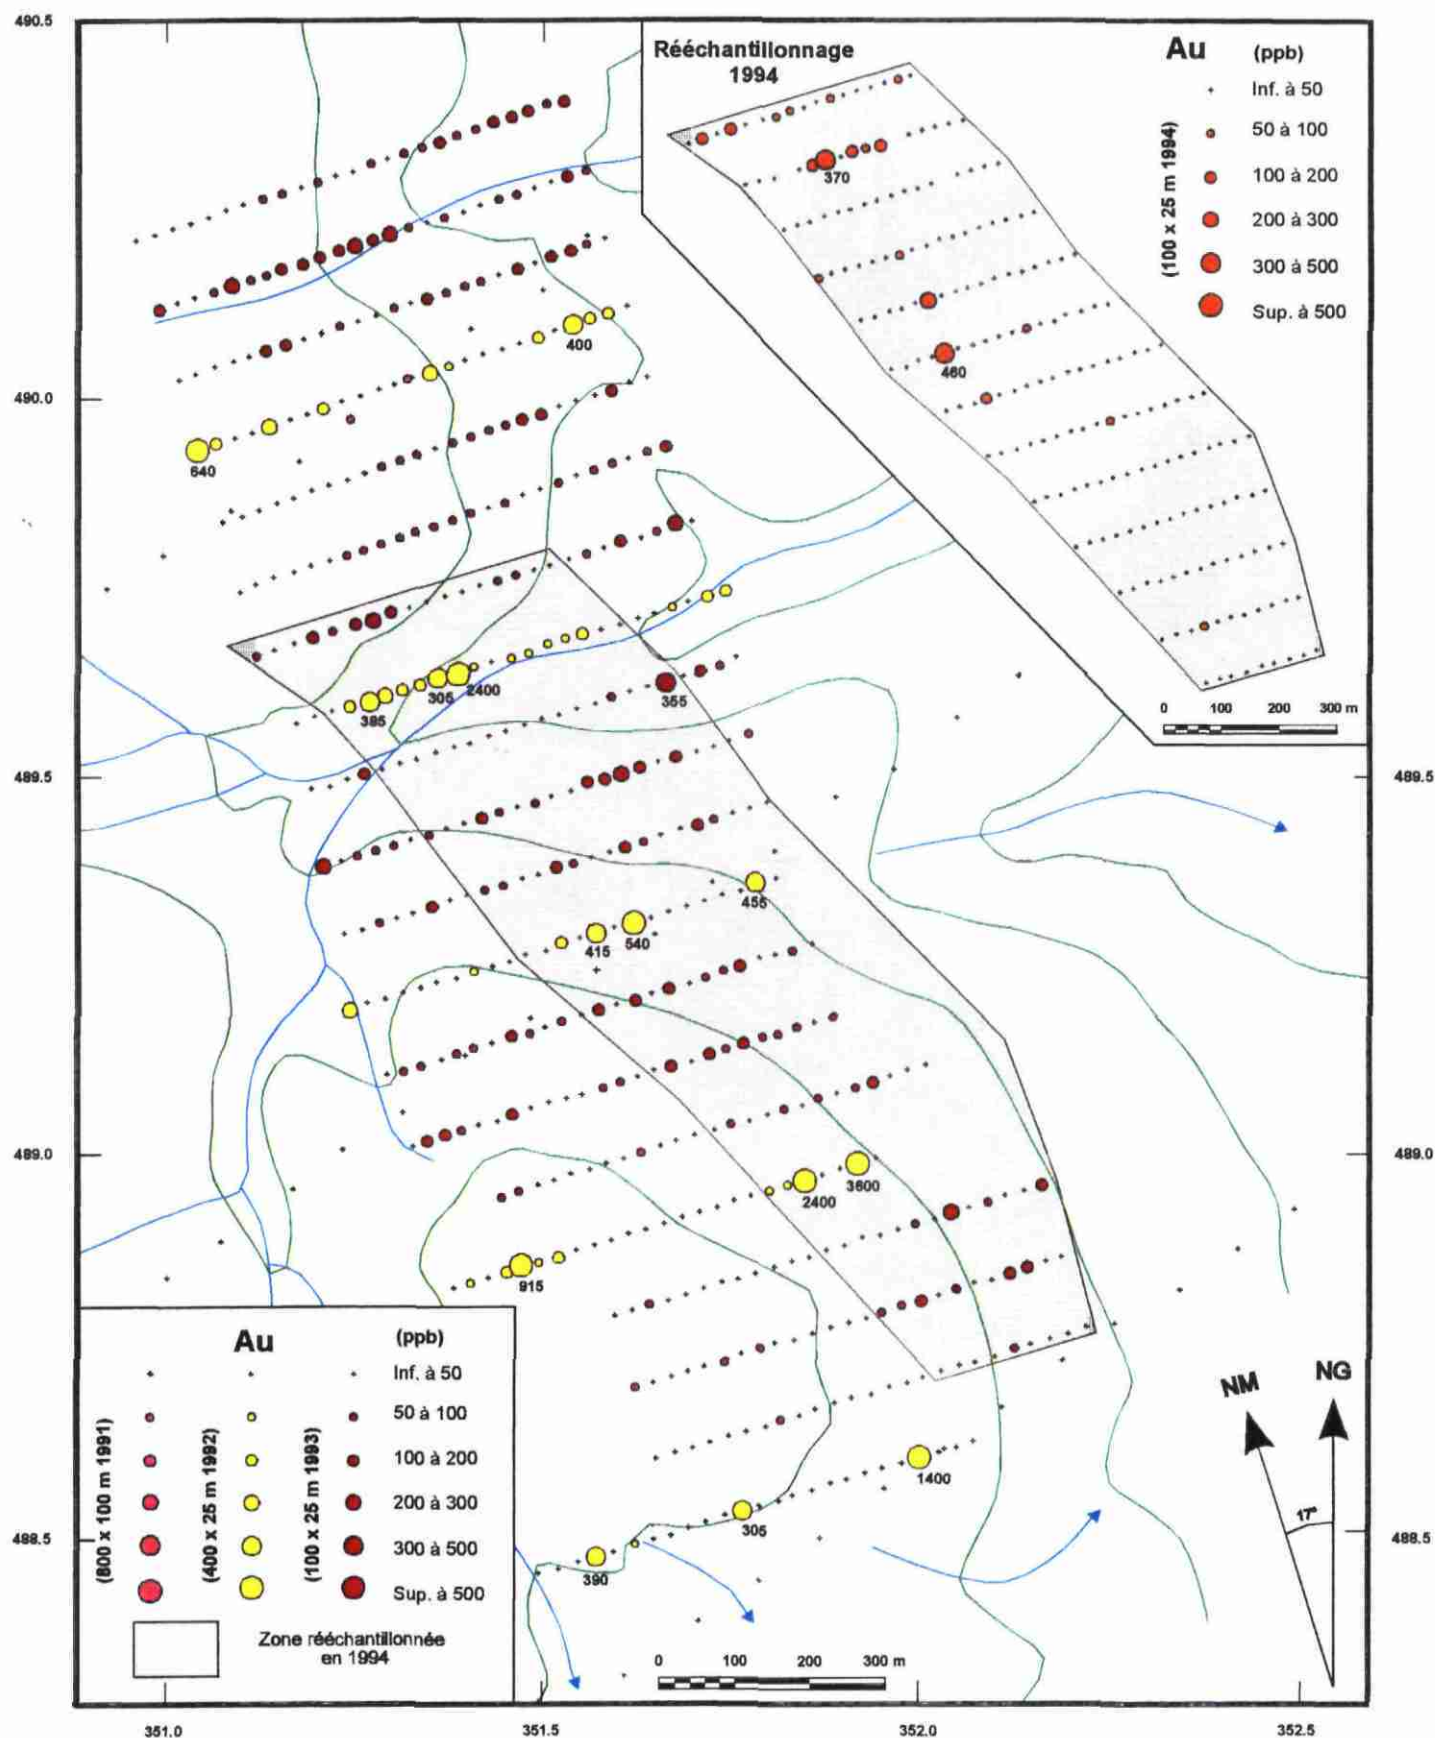 490.5
Rééchantillonnage
1994
Au (ppb)
Inf. à 50
50 à 100
100 à 200
200 à 300
300 à 500
Sup. à 500
(100 x 25 m 1994)
370
460
0 100 200 300 m
400
490.0
640
305
2400
385
355
489.5
489.5
455
415
540
489.0
489.0
3600
2400
915
Au (ppb)
Inf. à 50
50 à 100
100 à 200
200 à 300
300 à 500
Sup. à 500
(800 x 100 m 1991)
(400 x 25 m 1992)
(100 x 25 m 1993)
Zone rééchantillonnée
en 1994
NM
NG
17°
1400
305
390
488.5
488.5
0 100 200 300 m
351.0
351.5
352.0
352.5